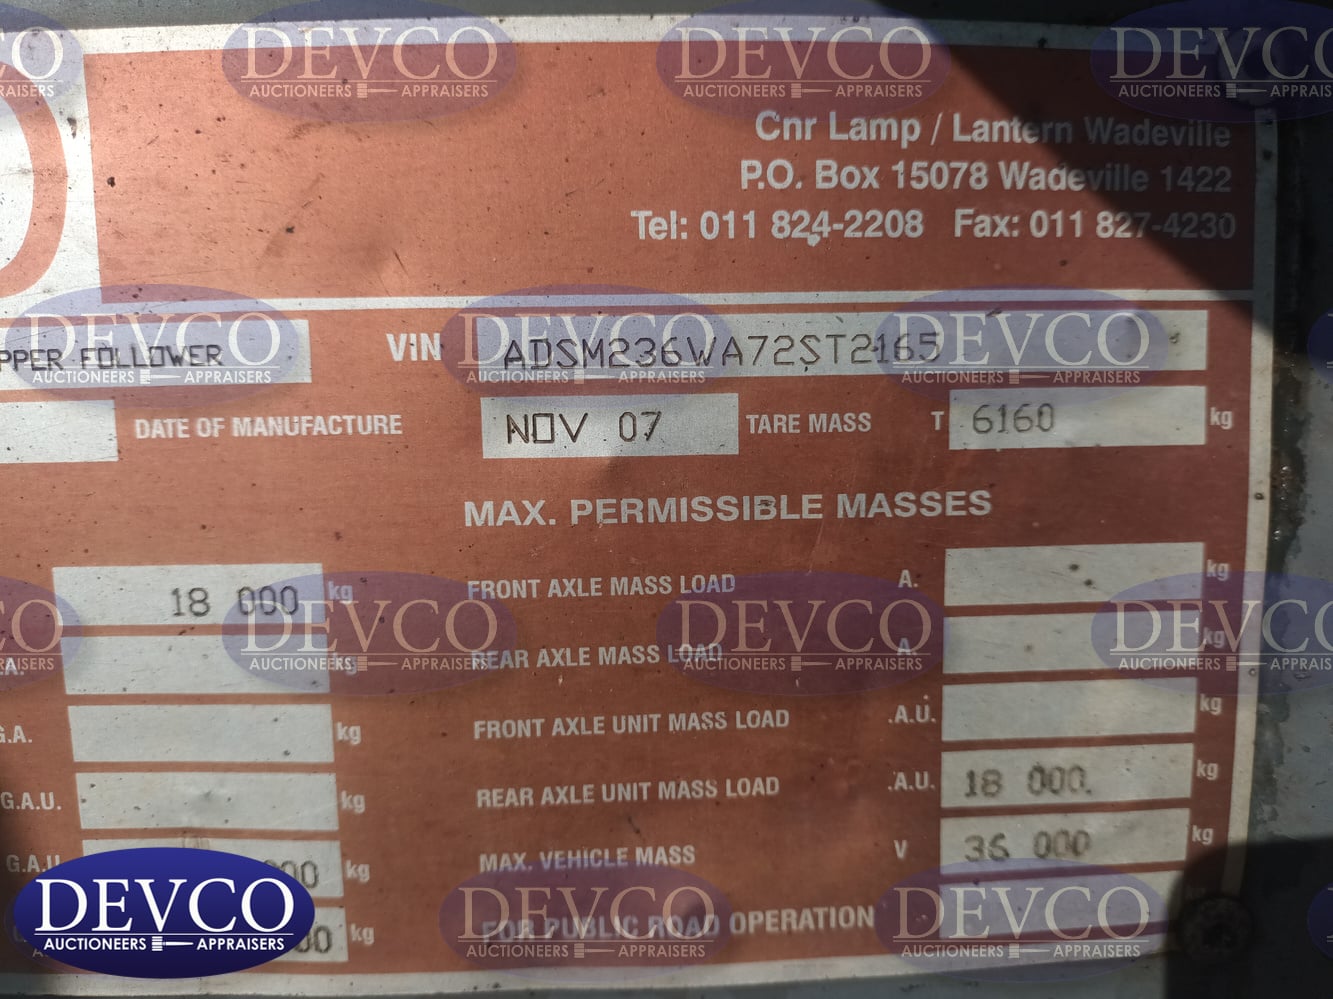 Cnr Lamp / Lantern Wadeville
P.O. Box 15078 Wadeville 1422
Tel: 011 824-2208 Fax: 011 827-4230
PPER FOLLOWER VIN ADSM236WA72ST2165
DATE OF MANUFACTURE NOV 07 TARE MASS T 6160 kg
MAX. PERMISSIBLE MASSES
18 000 kg FRONT AXLE MASS LOAD A. kg
.A. kg REAR AXLE MASS LOAD A. kg
G.A. kg FRONT AXLE UNIT MASS LOAD .A.U. kg
G.A.U. kg REAR AXLE UNIT MASS LOAD .A.U. 18 000 kg
G.A.U. 000 kg MAX. VEHICLE MASS V 36 000 kg
00 kg FOR PUBLIC ROAD OPERATION
DEVCO
AUCTIONEERS APPRAISERS